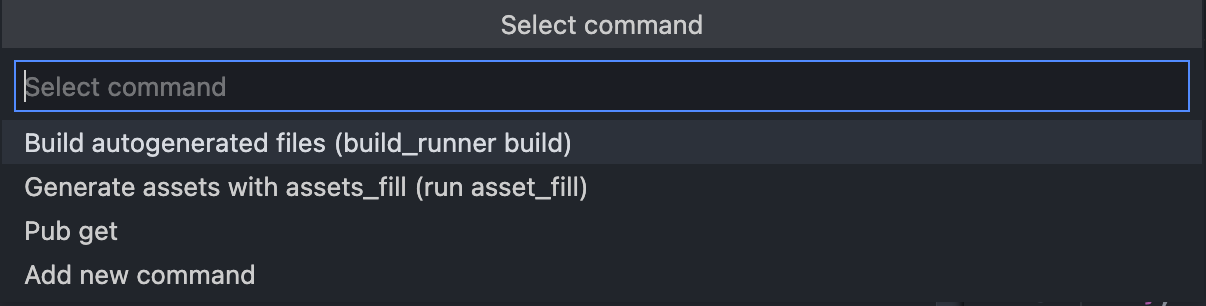 Select command
Select command
Build autogenerated files (build_runner build)
Generate assets with assets_fill (run asset_fill)
Pub get
Add new command